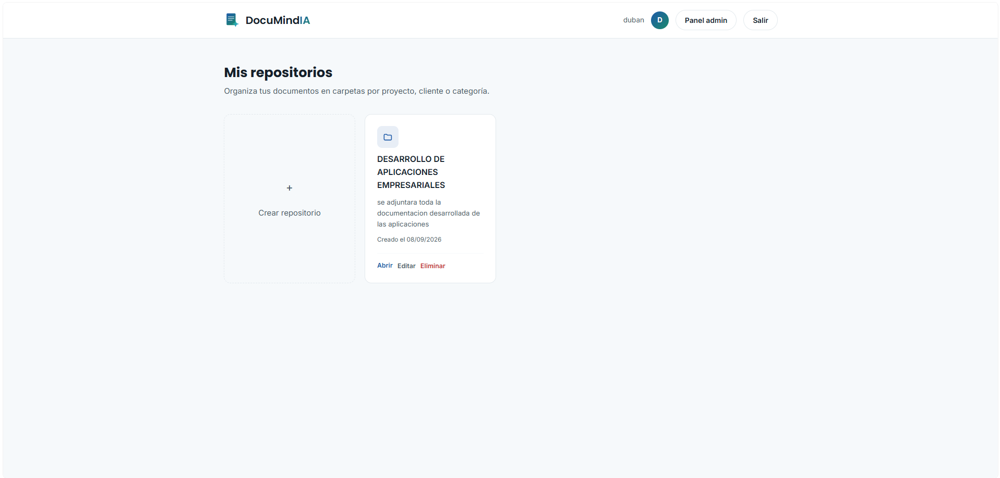 DocuMindIA
duban
D
Panel admin
Salir
Mis repositorios
Organiza tus documentos en carpetas por proyecto, cliente o categoría.
+
Crear repositorio
DESARROLLO DE
APLICACIONES
EMPRESARIALES
se adjuntara toda la
documentacion desarrollada de
las aplicaciones
Creado el 08/09/2026
Abrir Editar Eliminar